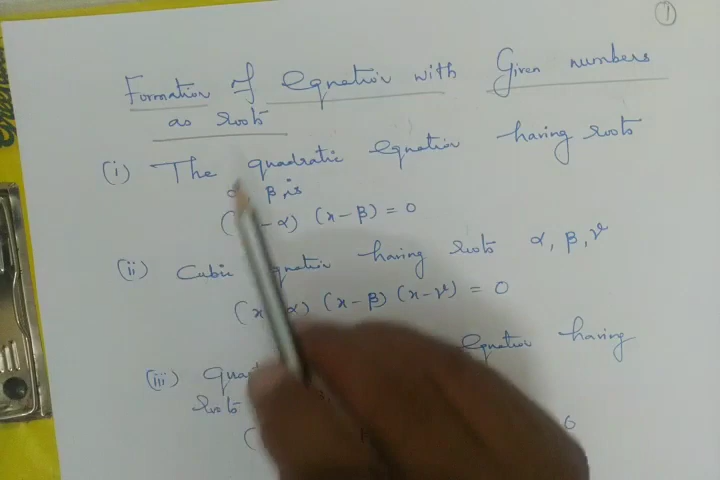 1
Formation of equation with Given numbers
as roots
(i) The quadratic equation having roots
β, is
(x - α) (x - β) = 0
(ii) Cubic equation having roots α, β, γ
(x - α) (x - β) (x - γ) = 0
(iii) equation having
roots
(